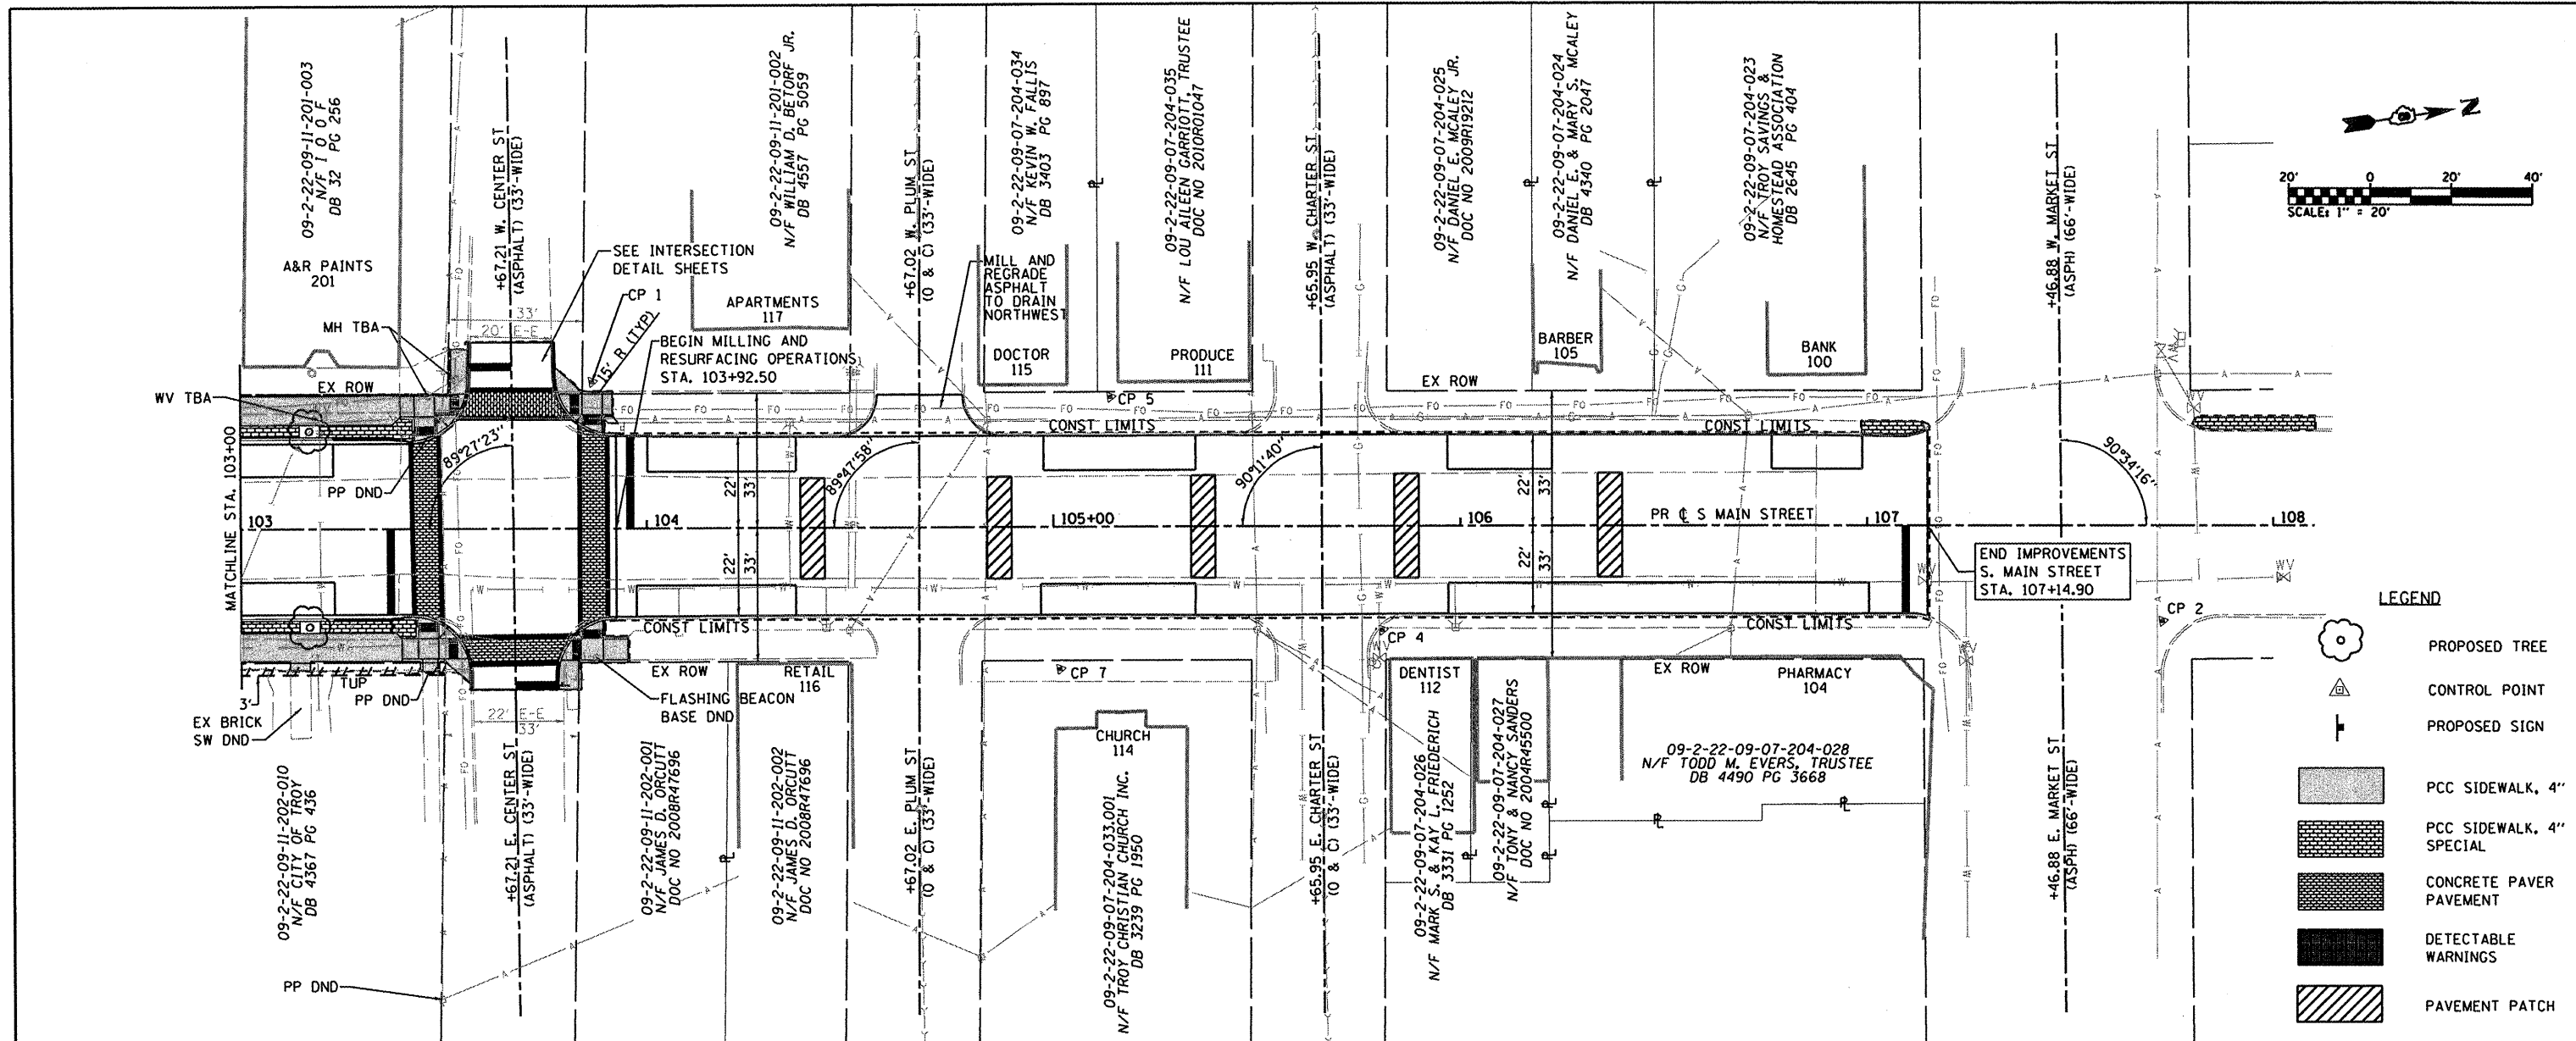 09-2-22-09-11-201-003
N/F I O O F
DB 32 PG 256
A&R PAINTS
201
MH TBA
WV TBA
EX ROW
+67.21 W. CENTER ST
(ASPHALT) (33'-WIDE)
33'
20' E-E
SEE INTERSECTION
DETAIL SHEETS
CP 1
15' R (TYP)
BEGIN MILLING AND
RESURFACING OPERATIONS
STA. 103+92.50
09-2-22-09-11-201-002
N/F WILLIAM D. BETORF JR.
DB 4557 PG 5059
APARTMENTS
117
+67.02 W. PLUM ST
(O & C) (33'-WIDE)
MILL AND
REGRADE
ASPHALT
TO DRAIN
NORTHWEST
09-2-22-09-07-204-034
N/F KEVIN W. FALLIS
DB 3403 PG 897
DOCTOR
115
09-2-22-09-07-204-035
N/F LOU AILEEN GARRIOTT, TRUSTEE
DOC NO 2010R01047
PRODUCE
111
CP 5
+65.95 W. CHARTER ST
(ASPHALT) (33'-WIDE)
09-2-22-09-07-204-025
N/F DANIEL E. MCALEY JR.
DOC NO 2009R19212
EX ROW
09-2-22-09-07-204-024
N/F DANIEL E. & MARY S. MCALEY
DB 4340 PG 2047
BARBER
105
09-2-22-09-07-204-023
N/F TROY SAVINGS &
HOMESTEAD ASSOCIATION
DB 2645 PG 404
BANK
100
+46.88 W. MARKET ST
(ASPH) (66'-WIDE)
N
20' 0 20' 40'
SCALE: 1" = 20'
CONST LIMITS
CONST LIMITS
MATCHLINE STA. 103+00
PP DND
89°27'23"
89°47'58"
90°11'40"
90°34'16"
22'
33'
22'
33'
103
104
105+00
106
PR ℄ S MAIN STREET
107
108
22'
33'
22'
33'
END IMPROVEMENTS
S. MAIN STREET
STA. 107+14.90
CONST LIMITS
CONST LIMITS
CP 2
CP 4
CP 7
3'
TUP
EX BRICK
SW DND
PP DND
22' E-E
33'
EX ROW
FLASHING BEACON
BASE DND
RETAIL
116
CHURCH
114
DENTIST
112
EX ROW
PHARMACY
104
09-2-22-09-11-202-010
N/F CITY OF TROY
DB 4367 PG 436
+67.21 E. CENTER ST
(ASPHALT) (33'-WIDE)
09-2-22-09-11-202-001
N/F JAMES D. ORCUTT
DOC NO 2008R47696
09-2-22-09-11-202-002
N/F JAMES D. ORCUTT
DOC NO 2008R47696
+67.02 E. PLUM ST
(O & C) (33'-WIDE)
09-2-22-09-07-204-033.001
N/F TROY CHRISTIAN CHURCH INC.
DB 3239 PG 1950
+65.95 E. CHARTER ST
(O & C) (33'-WIDE)
09-2-22-09-07-204-026
N/F MARK S. & KAY L. FRIEDERICH
DB 3331 PG 1252
09-2-22-09-07-204-027
N/F TONY & NANCY SANDERS
DOC NO 2004R45500
09-2-22-09-07-204-028
N/F TODD M. EVERS, TRUSTEE
DB 4490 PG 3668
+46.88 E. MARKET ST
(ASPH) (66'-WIDE)
PP DND
LEGEND
PROPOSED TREE
CONTROL POINT
PROPOSED SIGN
PCC SIDEWALK, 4"
PCC SIDEWALK, 4"
SPECIAL
CONCRETE PAVER
PAVEMENT
DETECTABLE
WARNINGS
PAVEMENT PATCH